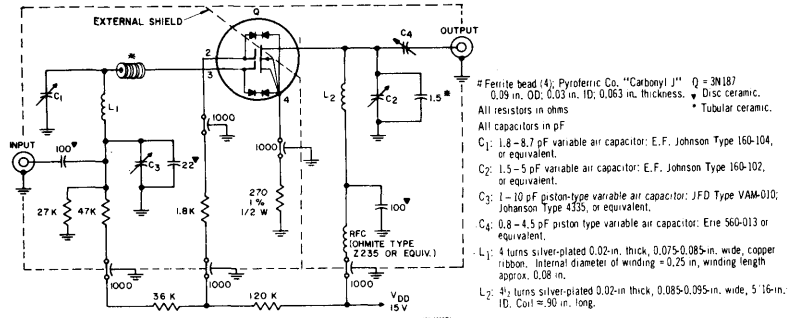 EXTERNAL SHIELD
Q
OUTPUT
C4
1
2
3
4
*
C1
L1
L2
C2
1.5 *
1000
1000
INPUT
100▼
C3
22▼
27K
47K
1.8K
270
1%
1/2 W
100▼
RFC
(OHMITE TYPE
Z235 OR EQUIV.)
1000
1000
1000
36 K
120 K
VDD
15V
# Ferrite bead (4); Pyroferric Co. "Carbonyl J"
0.09 in. OD; 0.03 in. ID; 0.063 in. thickness.
Q = 3N187
▼ Disc ceramic.
* Tubular ceramic.
All resistors in ohms
All capacitors in pF
C1: 1.8 – 8.7 pF variable air capacitor: E.F. Johnson Type 160-104,
or equivalent.
C2: 1.5 – 5 pF variable air capacitor: E.F. Johnson Type 160-102,
or equivalent.
C3: 1 – 10 pF piston-type variable air capacitor: JFD Type VAM-010;
Johanson Type 4335, or equivalent.
C4: 0.8 – 4.5 pF piston type variable air capacitor: Erie 560-013 or
equivalent.
L1: 4 turns silver-plated 0.02-in. thick, 0.075-0.085-in. wide, copper
ribbon. Internal diameter of winding = 0.25 in, winding length
approx. 0.08 in.
L2: 4½ turns silver-plated 0.02-in thick, 0.085-0.095-in. wide, 5/16-in.
ID. Coil ≈ .90 in. long.